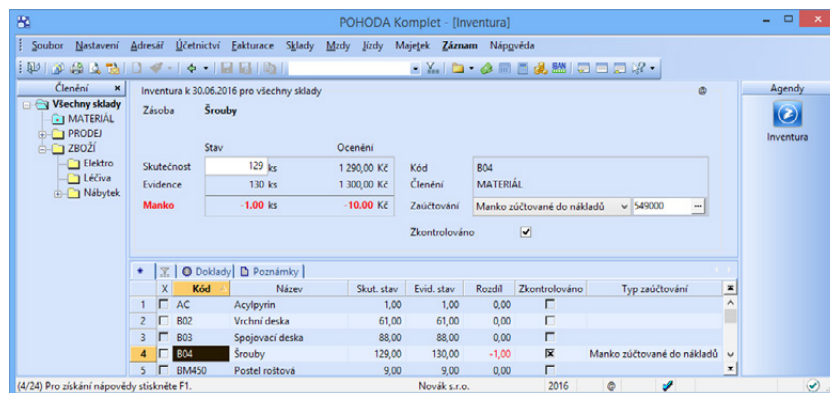 POHODA Komplet - [Inventura]
Soubor Nastavení Adresář Účetnictví Fakturace Sklady Mzdy Jízdy Majetek Záznam Nápověda
Členění
Všechny sklady
MATERIÁL
PRODEJ
ZBOŽÍ
Elektro
Léčiva
Nábytek
Inventura k 30.06.2016 pro všechny sklady @
Zásoba Šrouby
Stav Ocenění
Skutečnost 129 ks 1 290,00 Kč Kód B04
Evidence 130 ks 1 300,00 Kč Členění MATERIÁL
Manko -1.00 ks -10.00 Kč Zaúčtování Manko zúčtované do nákladů 549000 ...
Zkontrolováno
Agendy
Inventura
* Doklady Poznámky
X Kód Název Skut. stav Evid. stav Rozdíl Zkontrolováno Typ zaúčtování
1 AC Acylpyrin 1,00 1,00 0,00
2 B02 Vrchní deska 61,00 61,00 0,00
3 B03 Spojovací deska 88,00 88,00 0,00
4 B04 Šrouby 129,00 130,00 -1,00 Manko zúčtované do nákladů
5 BM450 Postel roštová 9,00 9,00 0,00
(4/24) Pro získání nápovědy stiskněte F1. Novák s.r.o. 2016 @